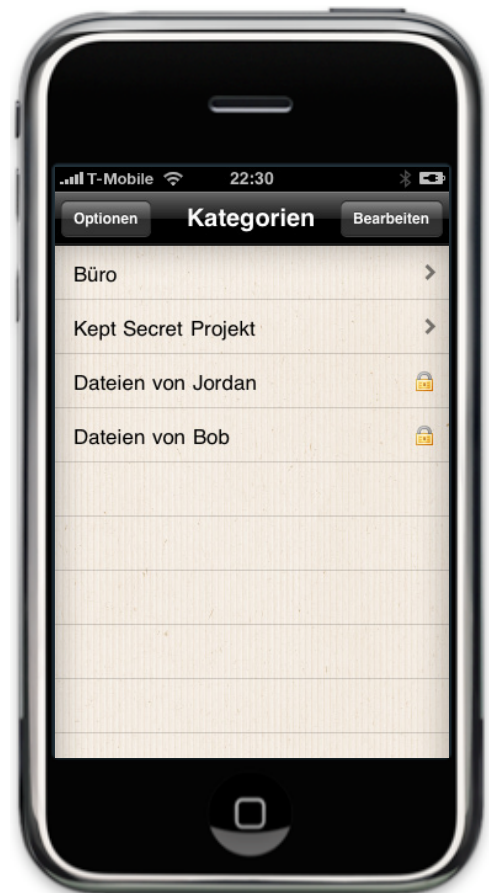 T-Mobile 22:30
Optionen Kategorien Bearbeiten
Büro
Kept Secret Projekt
Dateien von Jordan
Dateien von Bob